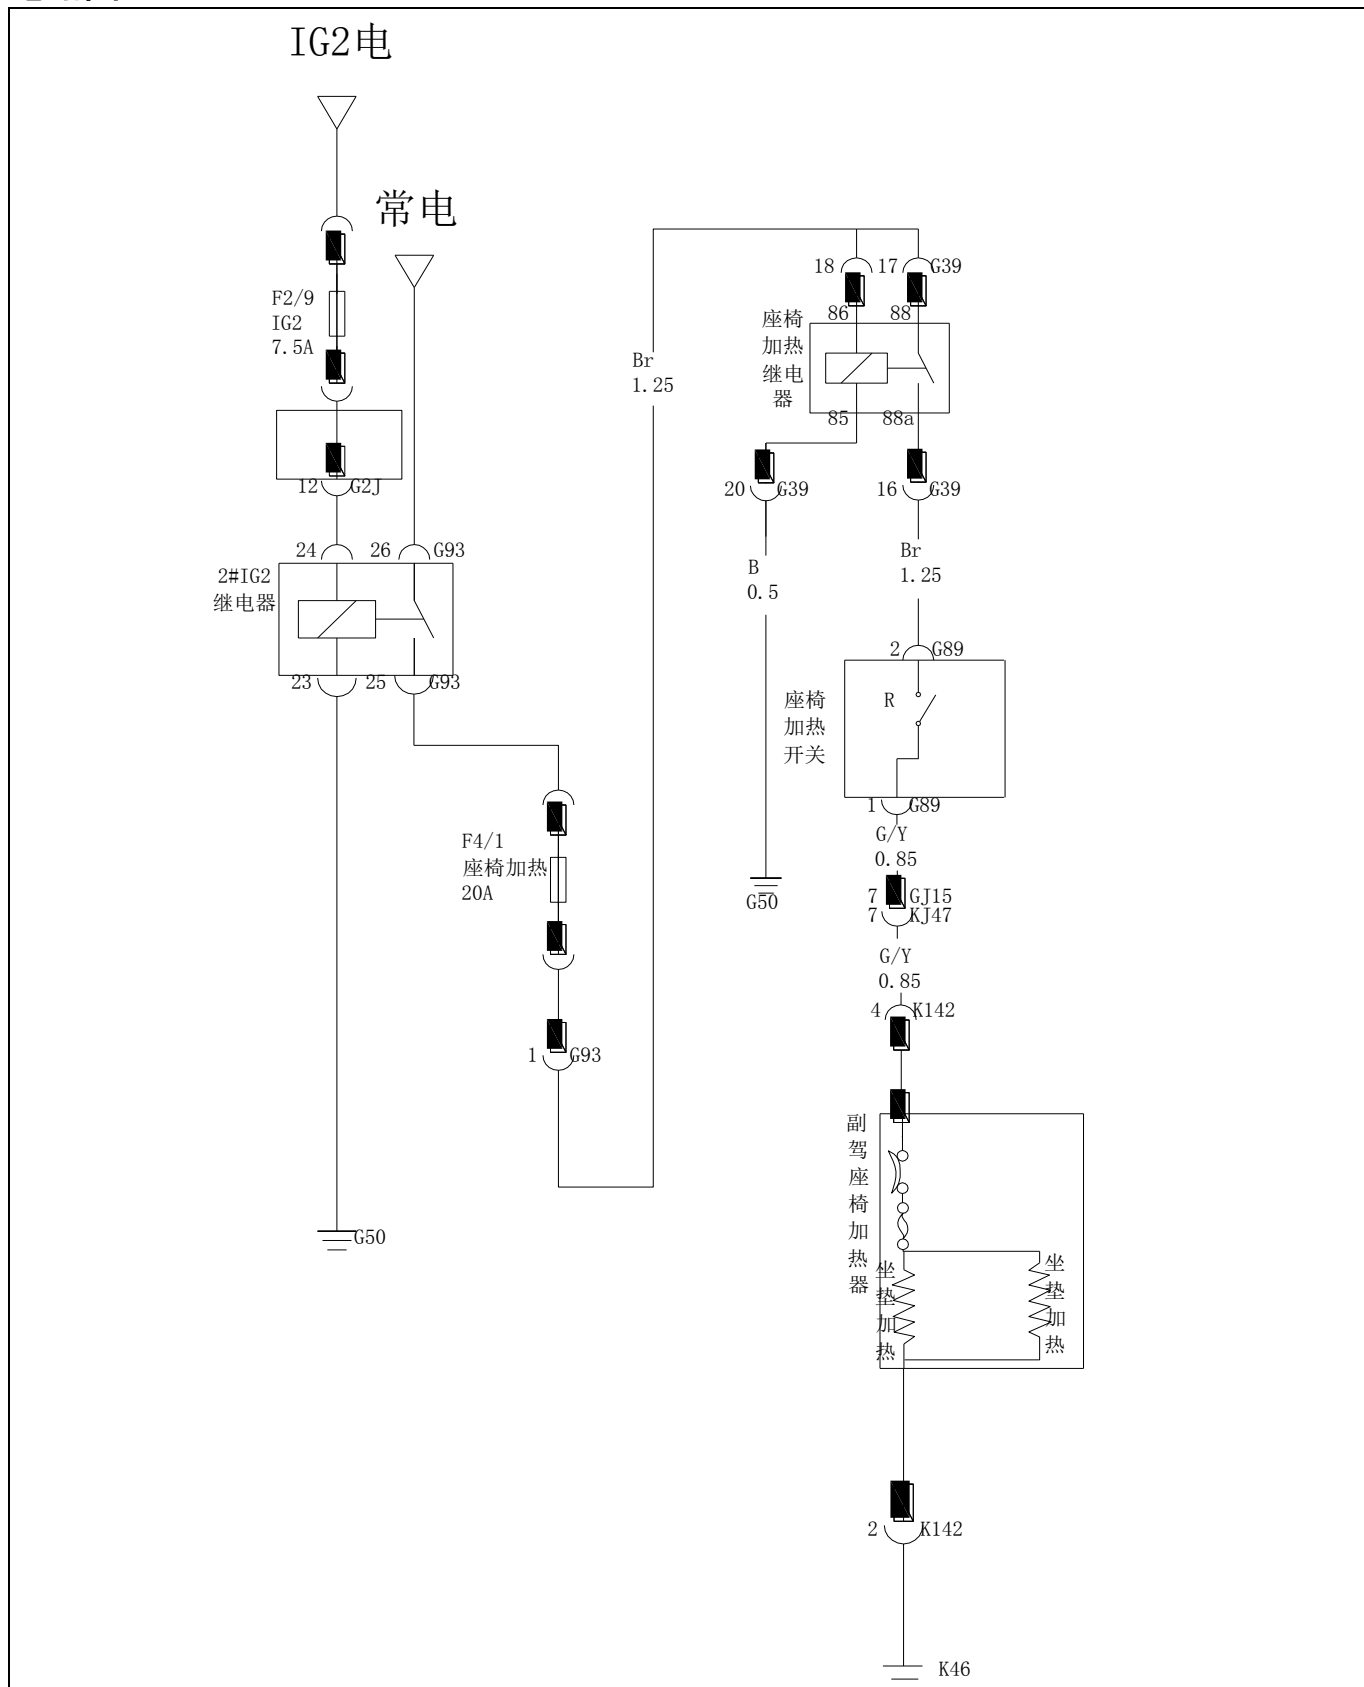 IG2电
常电
F2/9
IG2
7.5A
12 G2J
24 26 G93
2#IG2
继电器
23 25 G93
G50
F4/1
座椅加热
20A
1 G93
Br
1.25
18 17 G39
86 88
座椅
加热
继电
器
85 88a
20 G39 16 G39
B
0.5
Br
1.25
G50
2 G89
R
座椅
加热
开关
1 G89
G/Y
0.85
7 GJ15
7 KJ47
G/Y
0.85
4 K142
副驾座椅加热器
坐垫加热
坐垫加热
2 K142
K46